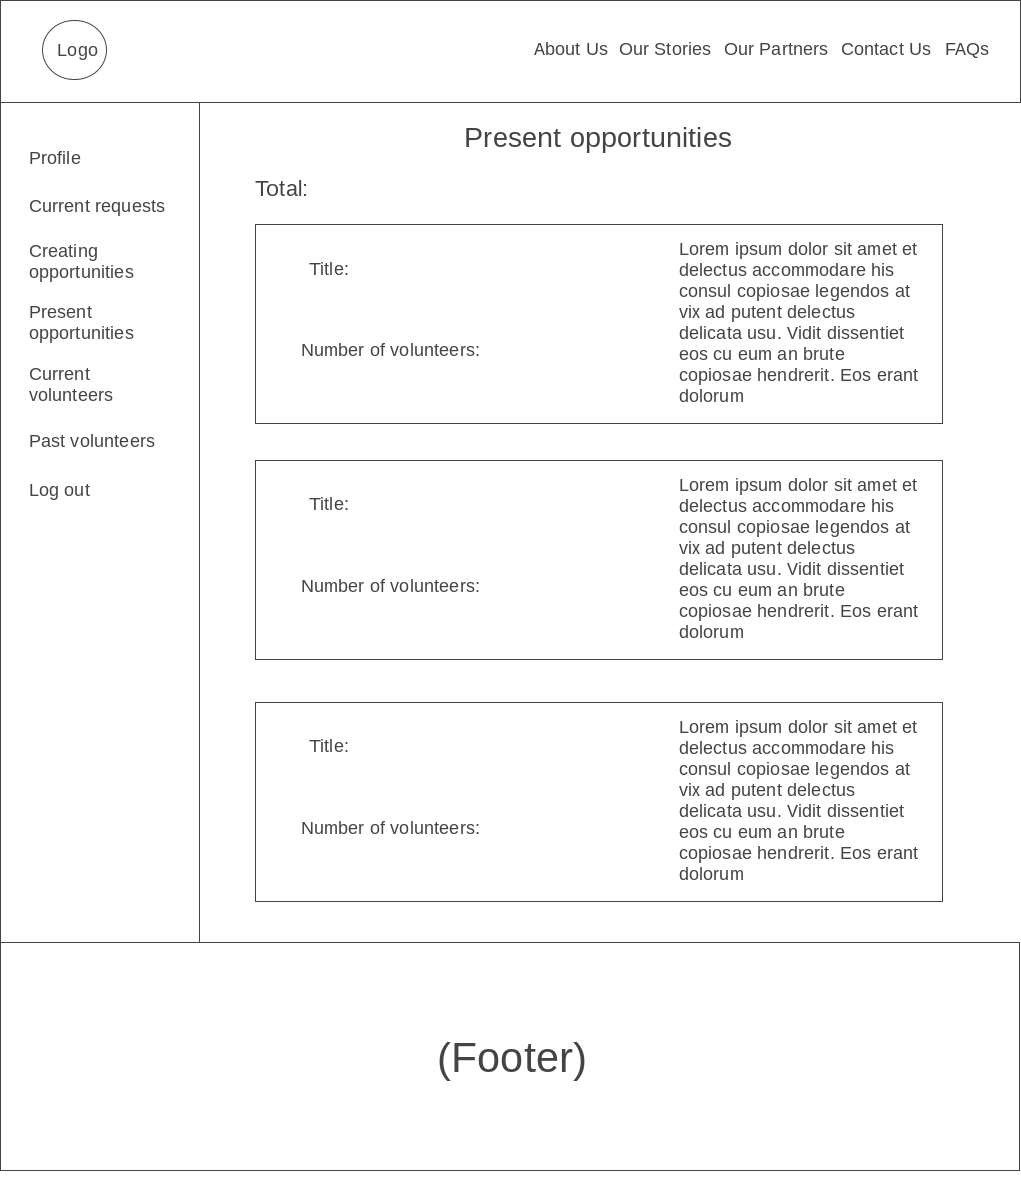 Logo
About Us Our Stories Our Partners Contact Us FAQs
Profile
Current requests
Creating
opportunities
Present
opportunities
Current
volunteers
Past volunteers
Log out
Present opportunities
Total:
Title:
Number of volunteers:
Lorem ipsum dolor sit amet et
delectus accommodare his
consul copiosae legendos at
vix ad putent delectus
delicata usu. Vidit dissentiet
eos cu eum an brute
copiosae hendrerit. Eos erant
dolorum
Title:
Number of volunteers:
Lorem ipsum dolor sit amet et
delectus accommodare his
consul copiosae legendos at
vix ad putent delectus
delicata usu. Vidit dissentiet
eos cu eum an brute
copiosae hendrerit. Eos erant
dolorum
Title:
Number of volunteers:
Lorem ipsum dolor sit amet et
delectus accommodare his
consul copiosae legendos at
vix ad putent delectus
delicata usu. Vidit dissentiet
eos cu eum an brute
copiosae hendrerit. Eos erant
dolorum
(Footer)